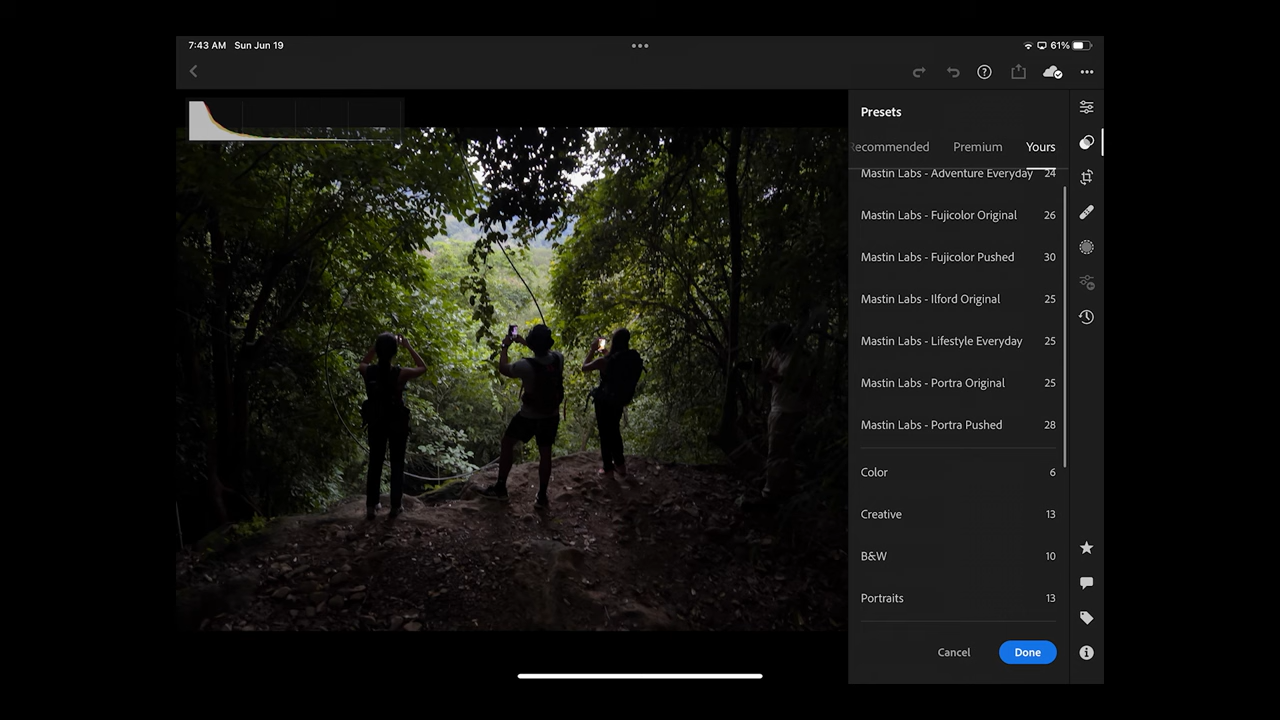 7:43 AM Sun Jun 19
61%
Presets
Recommended Premium Yours
Mastin Labs - Adventure Everyday 24
Mastin Labs - Fujicolor Original 26
Mastin Labs - Fujicolor Pushed 30
Mastin Labs - Ilford Original 25
Mastin Labs - Lifestyle Everyday 25
Mastin Labs - Portra Original 25
Mastin Labs - Portra Pushed 28
Color 6
Creative 13
B&W 10
Portraits 13
Cancel Done